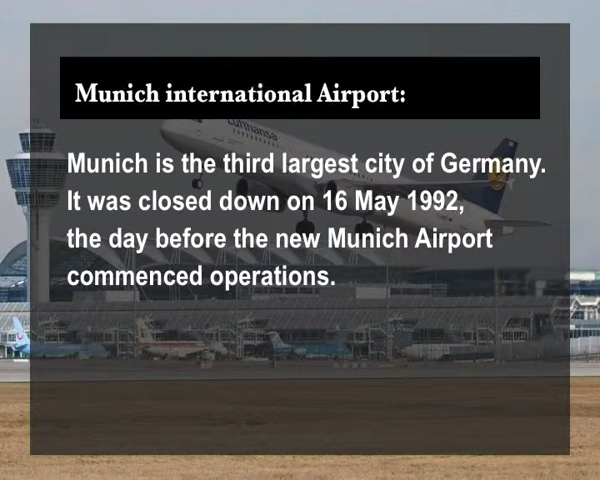 Munich international Airport:
Lufthansa
Munich is the third largest city of Germany.
It was closed down on 16 May 1992,
the day before the new Munich Airport
commenced operations.